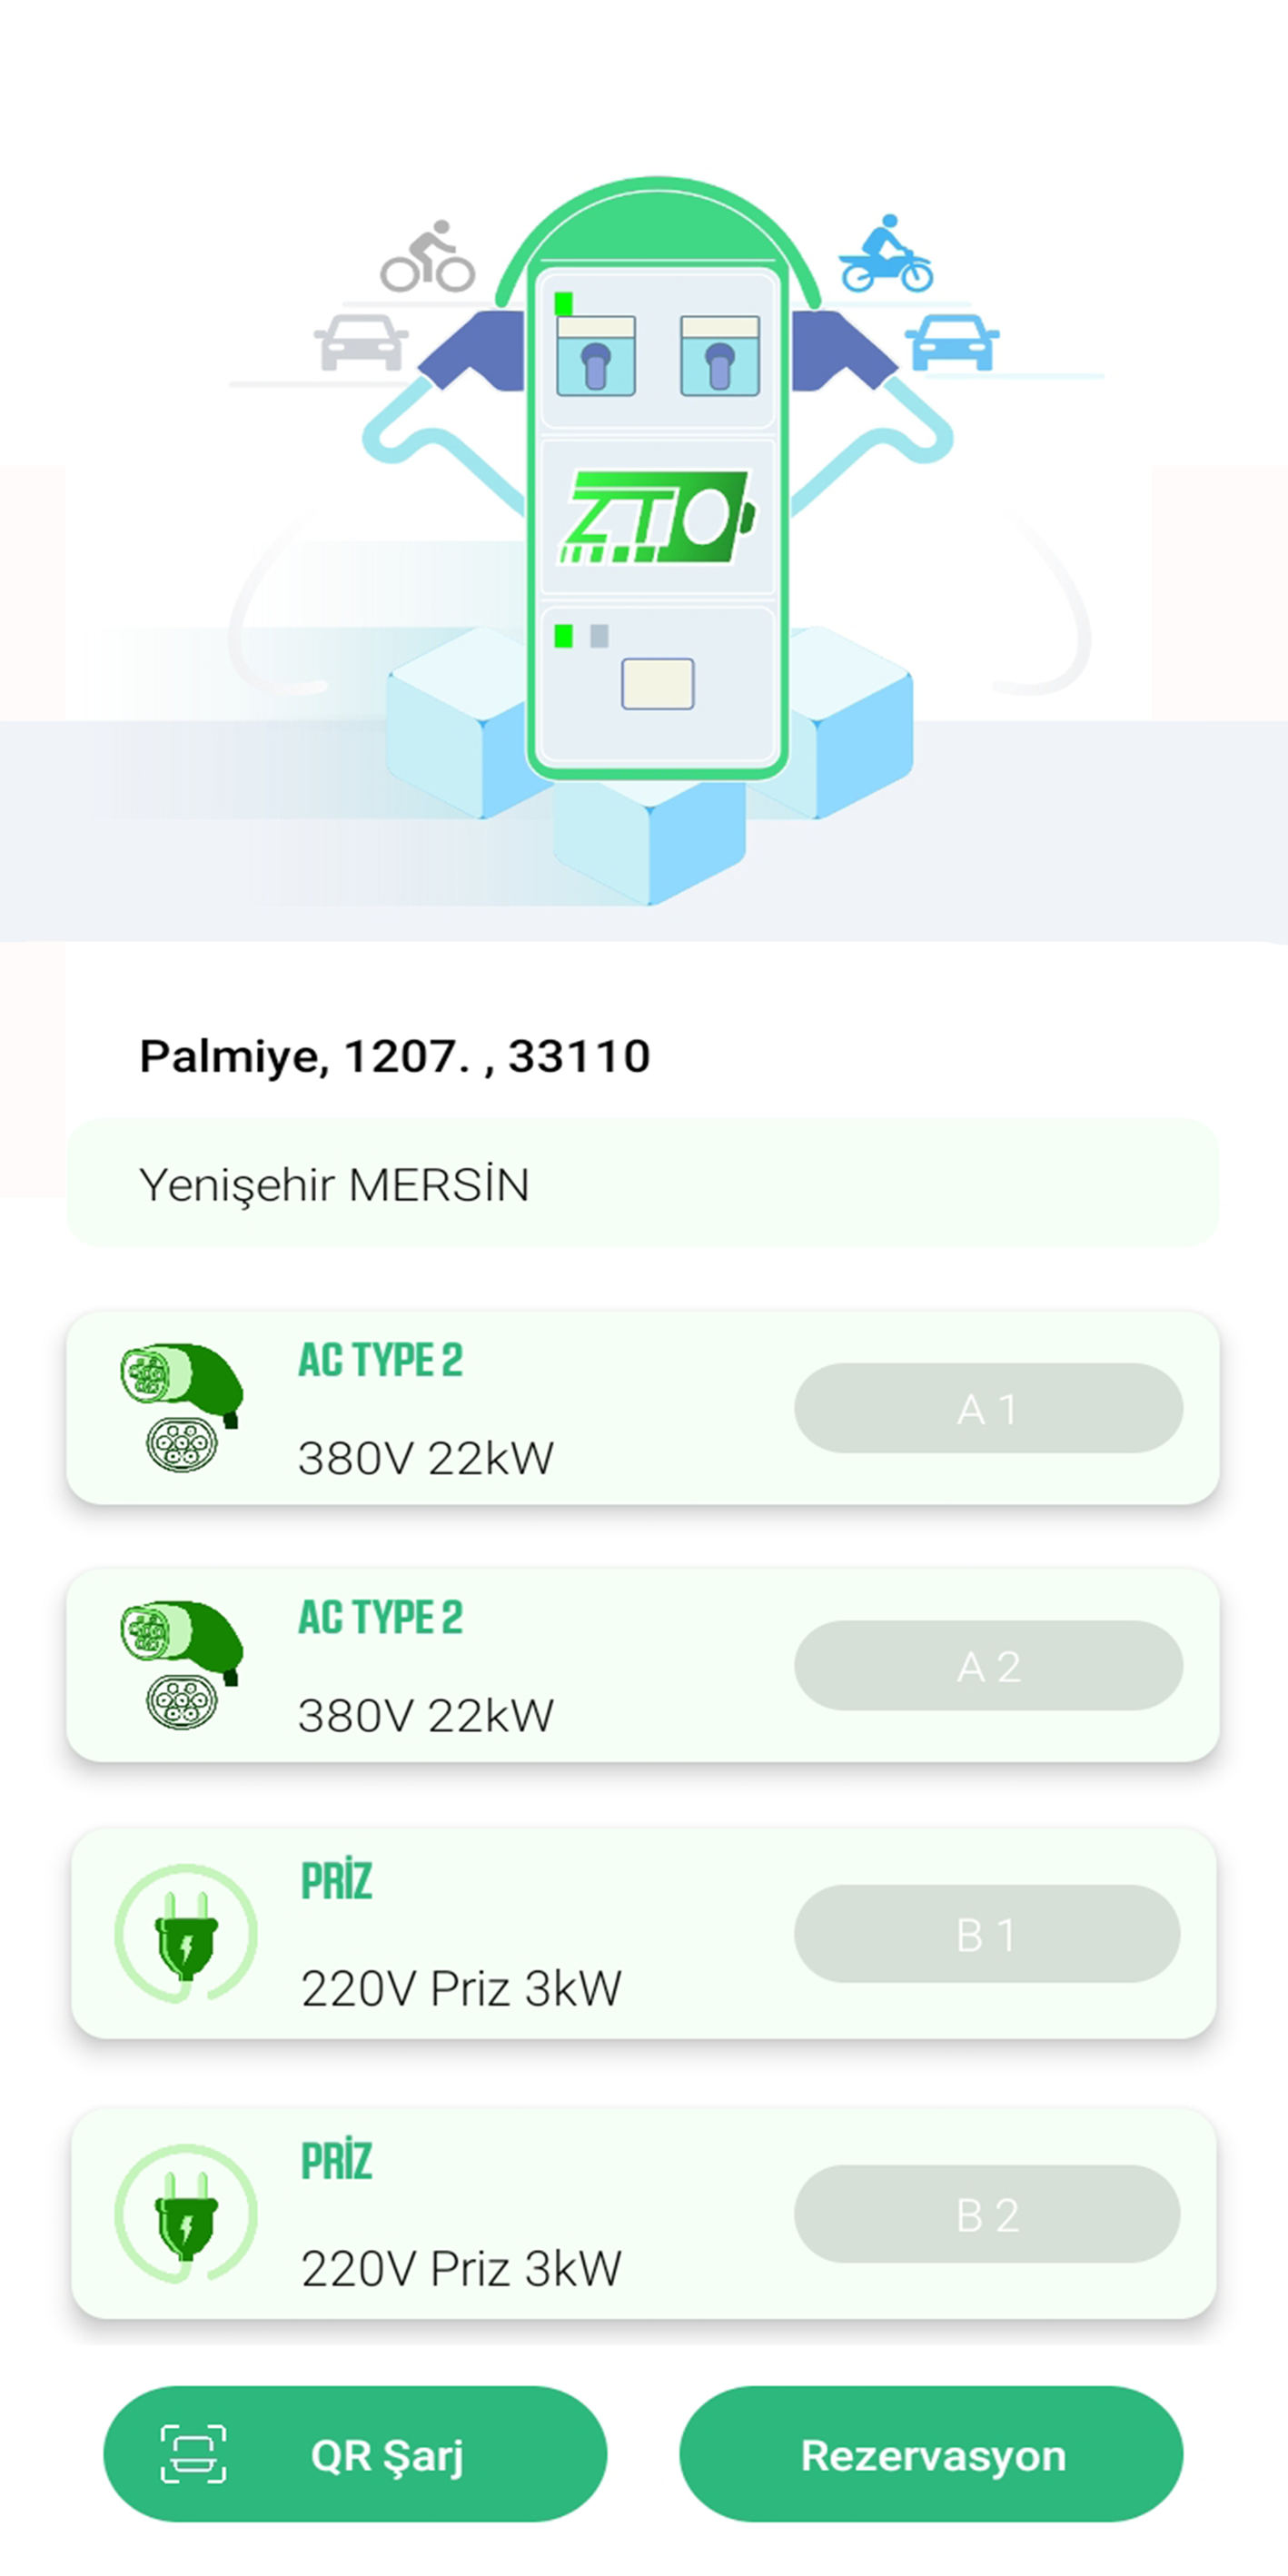 ZTO
Palmiye, 1207. , 33110
Yenişehir MERSİN
AC TYPE 2
380V 22kW
A 1
AC TYPE 2
380V 22kW
A 2
PRİZ
220V Priz 3kW
B 1
PRİZ
220V Priz 3kW
B 2
QR Şarj
Rezervasyon